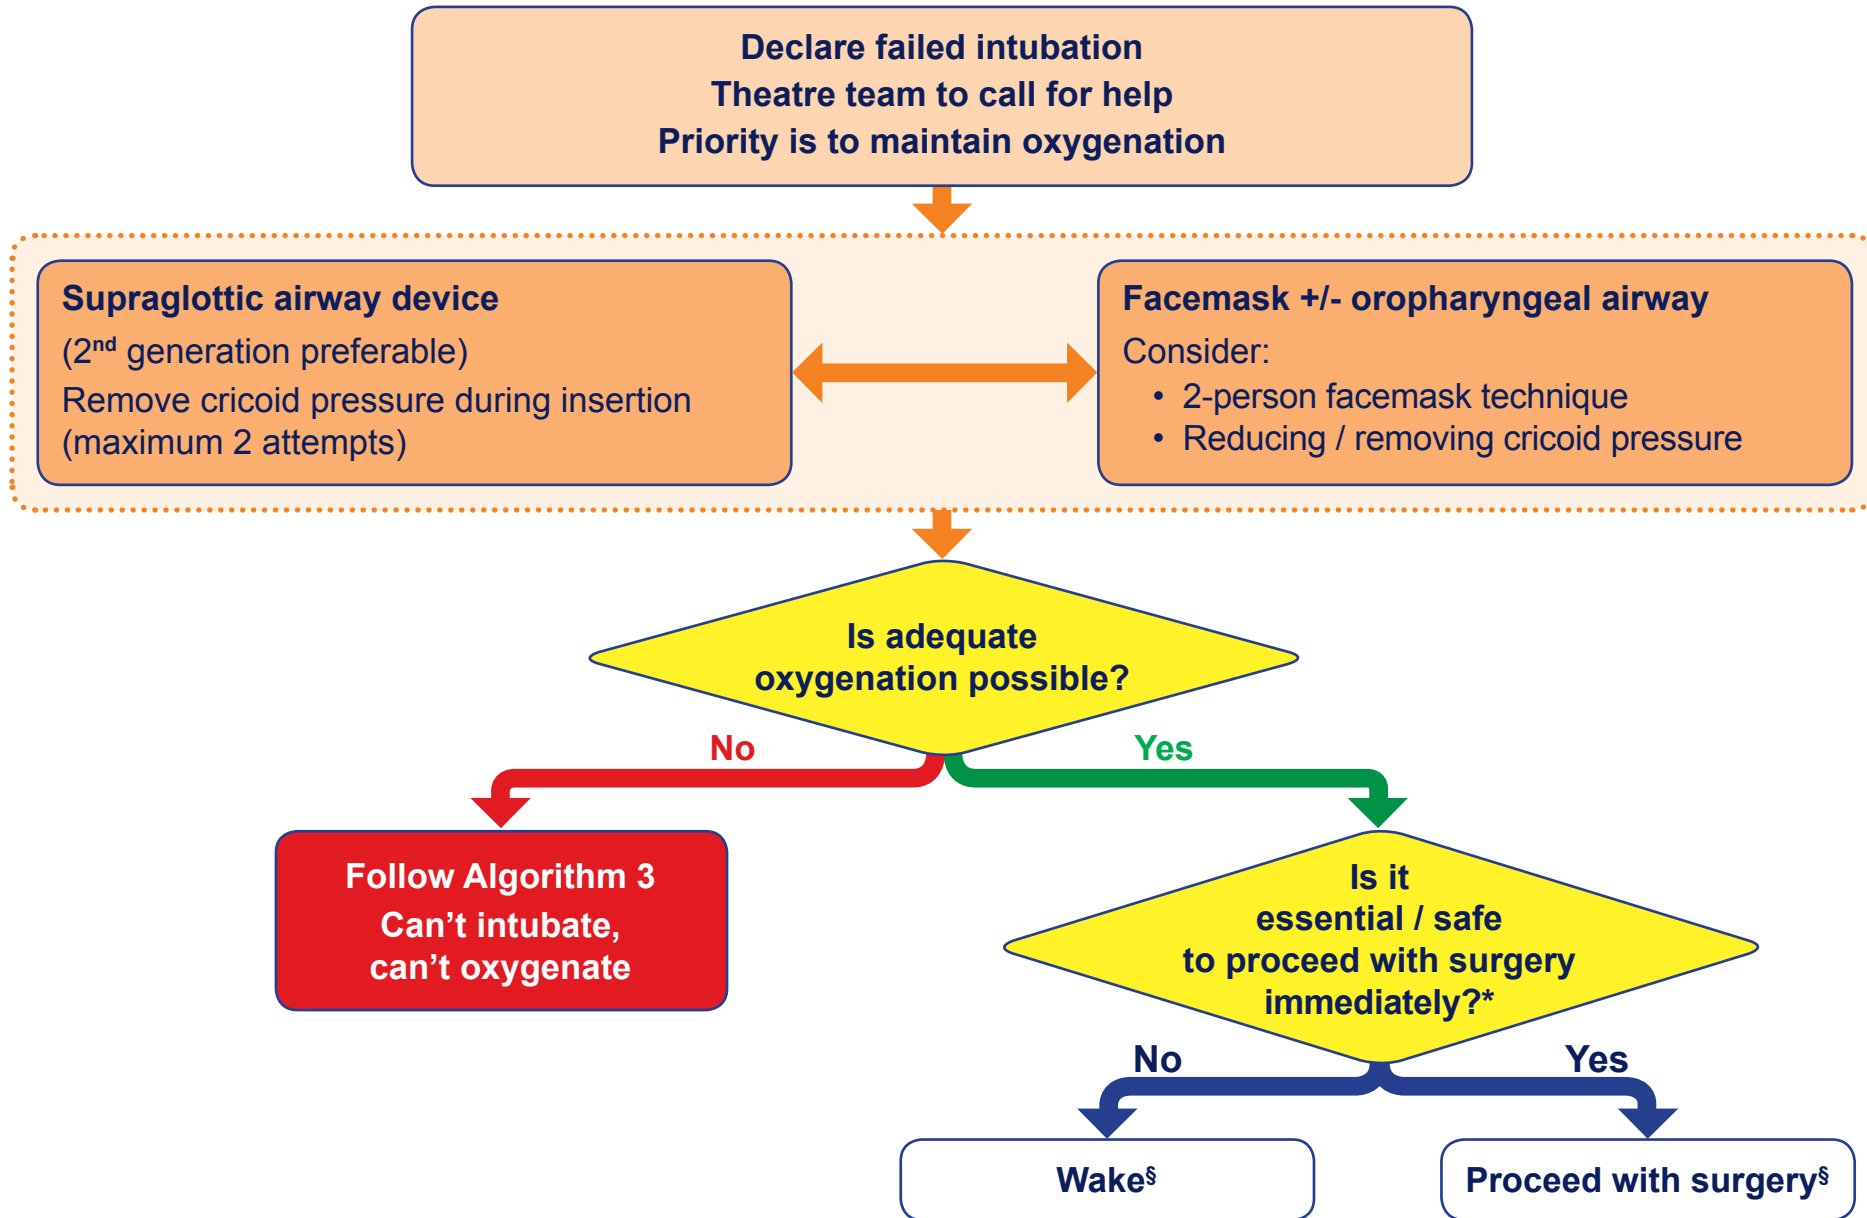 Declare failed intubation
Theatre team to call for help
Priority is to maintain oxygenation
Supraglottic airway device
(2nd generation preferable)
Remove cricoid pressure during insertion
(maximum 2 attempts)
Facemask +/- oropharyngeal airway
Consider:
• 2-person facemask technique
• Reducing / removing cricoid pressure
Is adequate
oxygenation possible?
No
Yes
Follow Algorithm 3
Can’t intubate,
can’t oxygenate
Is it
essential / safe
to proceed with surgery
immediately?*
No
Yes
Wake§
Proceed with surgery§